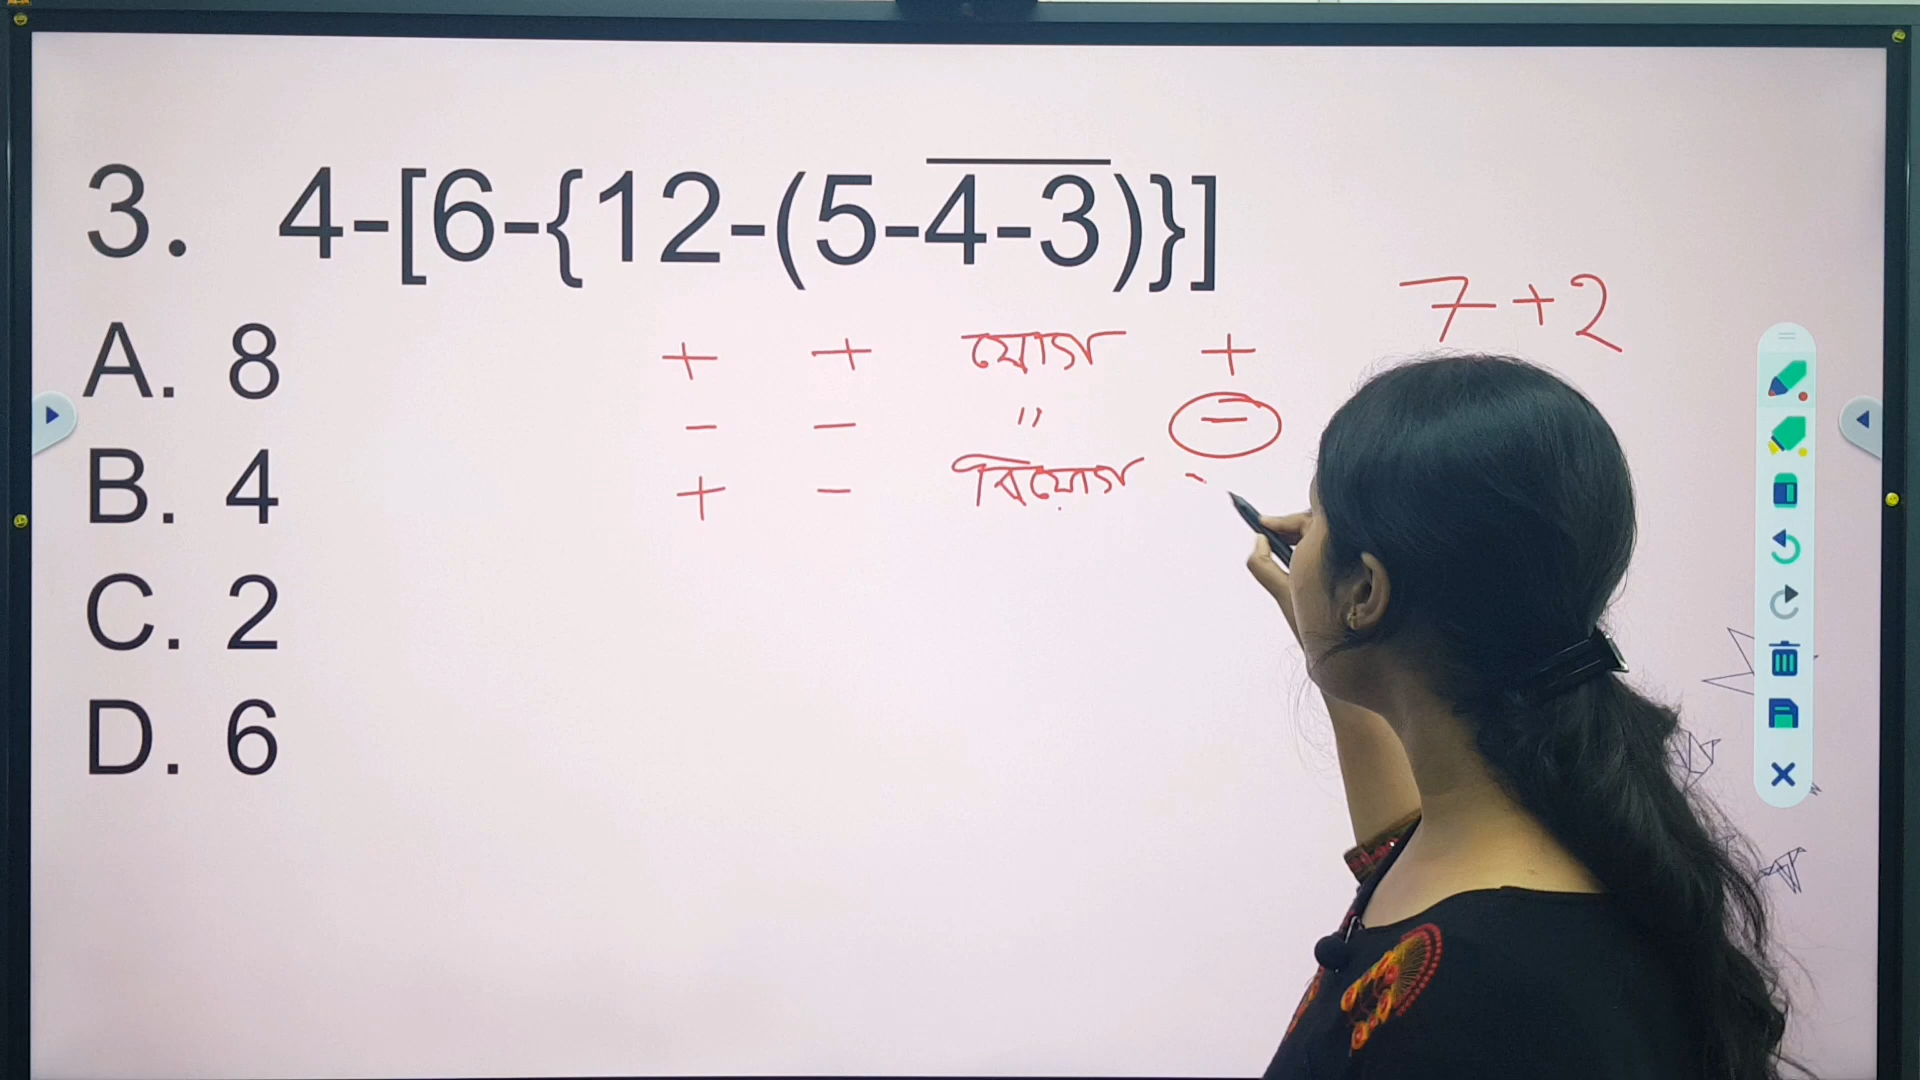 3. 4-[6-{12-(5-4̅-̅3̅)}]
7+2
A. 8
+ + যোগ +
- - " -
B. 4
+ - বিয়োগ -
C. 2
D. 6